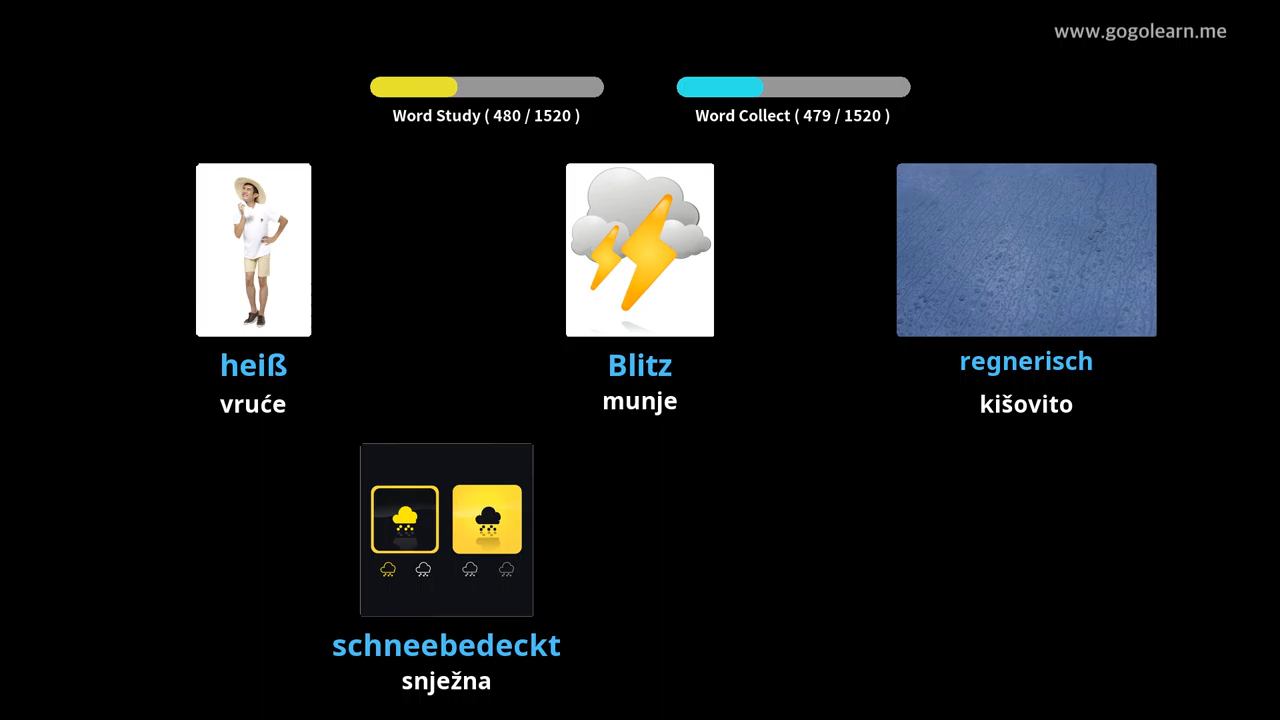 www.gogolearn.me
Word Study ( 480 / 1520 )
Word Collect ( 479 / 1520 )
heiß
vruće
Blitz
munje
regnerisch
kišovito
schneebedeckt
snježna